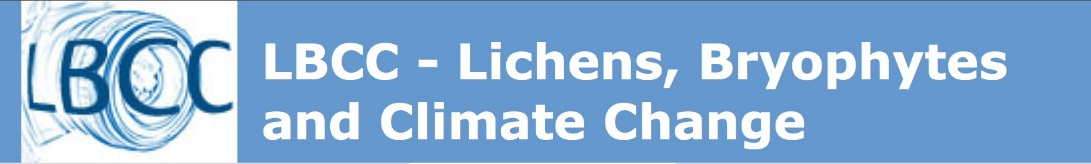 LBCC
LBCC - Lichens, Bryophytes
and Climate Change